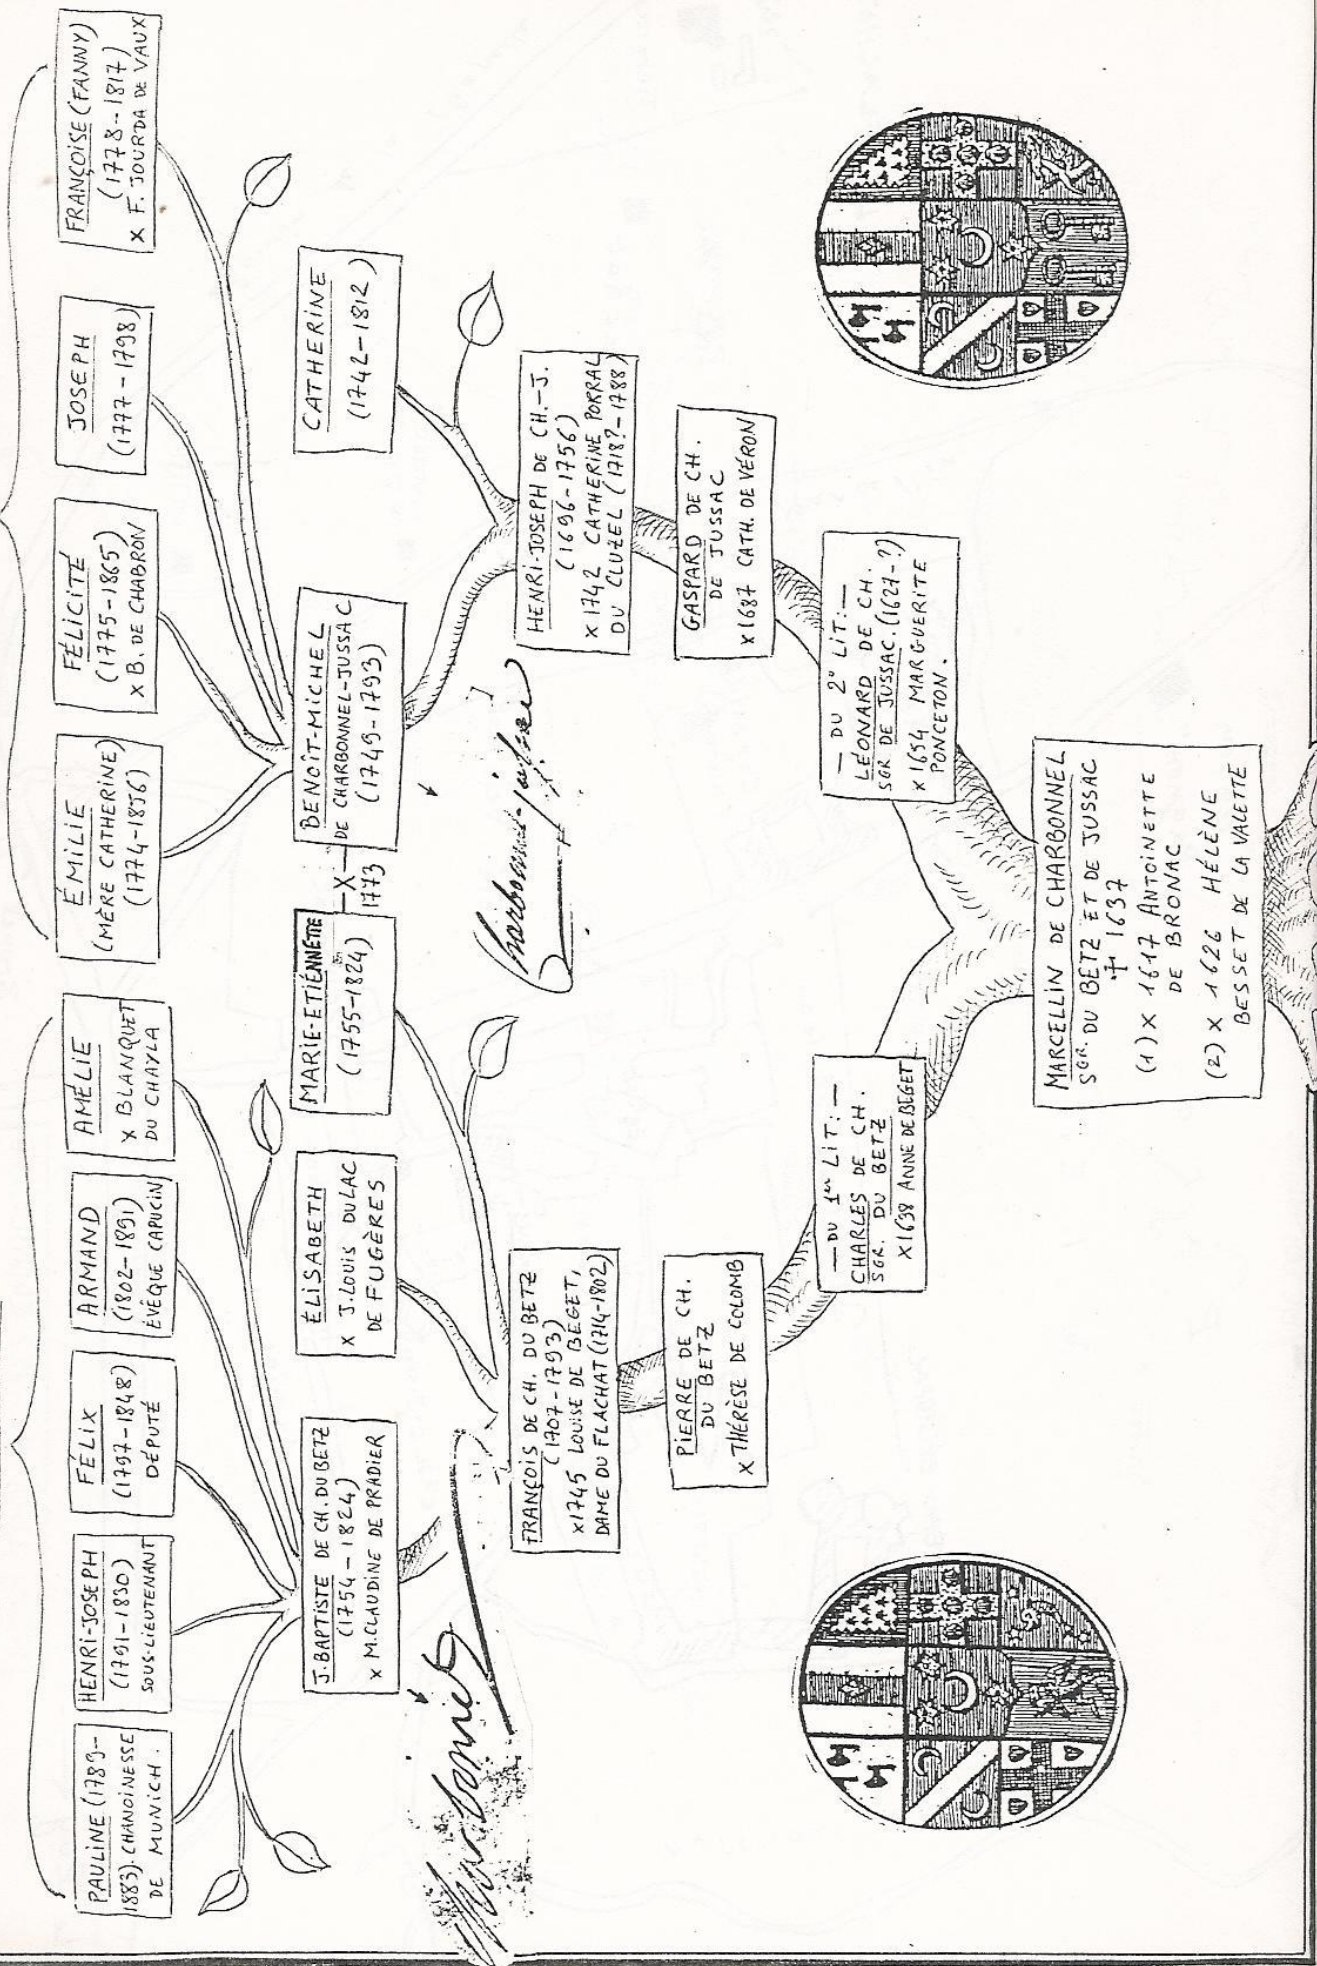 PAULINE (1789-
1883). CHANOINESSE
DE MUNICH.
HENRI-JOSEPH
(1791-1830)
SOUS-LIEUTENANT
FÉLIX
(1797-1848)
DÉPUTÉ
ARMAND
(1802-1891)
ÉVÊQUE CAPUCIN
AMÉLIE
X BLANQUET
DU CHAYLA
ÉMILIE
(MÈRE CATHERINE)
(1774-1856)
FÉLICITÉ
(1775-1865)
X B. DE CHABRON
JOSEPH
(1777-1798)
FRANÇOISE (FANNY)
(1778-1817)
X F. JOURDA DE VAUX
J. BAPTISTE DE CH. DU BETZ
(1754-1824)
X M. CLAUDINE DE PRADIER
ÉLISABETH
X J. LOUIS DULAC
DE FUGÈRES
MARIE-ETIÉNNETTE
(1755-1824)
-X-
1773
BENOÎT-MICHEL
DE CHARBONNEL-JUSSAC
(1749-1793)
CATHERINE
(1742-1812)
Charbonnel
Charbonnel-jussac
FRANÇOIS DE CH. DU BETZ
(1707-1793)
X1745 LOUISE DE BEGET,
DAME DU FLACHAT (1714-1802)
HENRI-JOSEPH DE CH.-J.
(1696-1756)
X 1742 CATHERINE PORRAL
DU CLUZEL (1718?-1788)
PIERRE DE CH.
DU BETZ
X THÉRÈSE DE COLOMB
GASPARD DE CH.
DE JUSSAC
X 1687 CATH. DE VÉRON
— DU 1er LIT: —
CHARLES DE CH.
SGR. DU BETZ
X1638 ANNE DE BEGET
— DU 2° LIT: —
LÉONARD DE CH.
SGR DE JUSSAC. (1627-?)
X 1654 MARGUERITE
PONCETON.
MARCELLIN DE CHARBONNEL
SGR. DU BETZ ET DE JUSSAC
† 1637
(1) X 1617 ANTOINETTE
DE BRONAC
(2) X 1626 HÉLÈNE
BESSET DE LA VALETTE